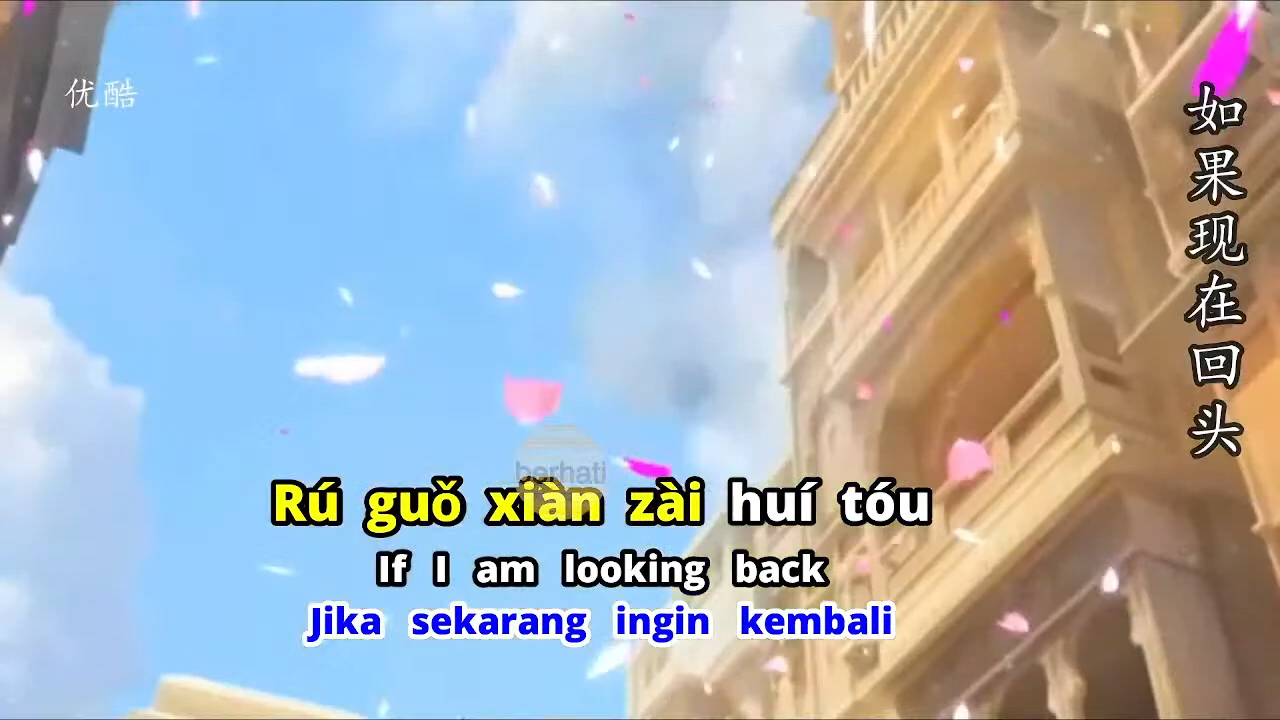 优酷
如果现在回头
berhati
Rú guǒ xiàn zài huí tóu
If I am looking back
Jika sekarang ingin kembali